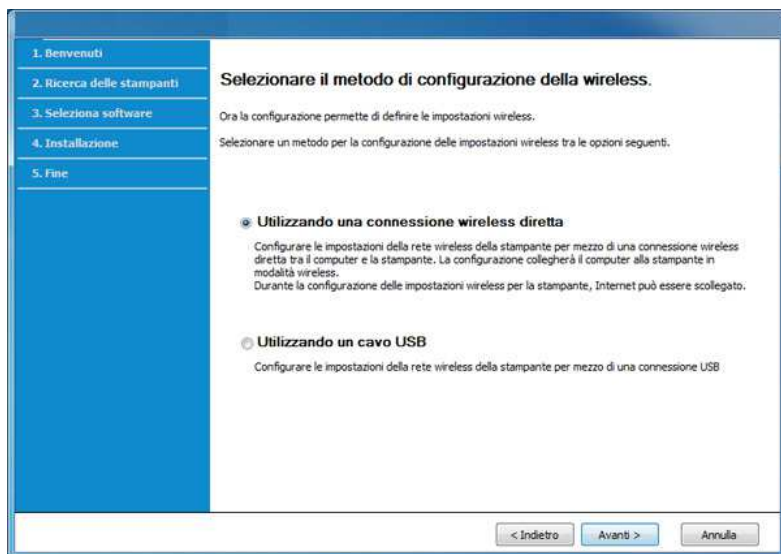 1. Benvenuti
2. Ricerca delle stampanti
3. Seleziona software
4. Installazione
5. Fine
Selezionare il metodo di configurazione della wireless.
Ora la configurazione permette di definire le impostazioni wireless.
Selezionare un metodo per la configurazione delle impostazioni wireless tra le opzioni seguenti.
Utilizzando una connessione wireless diretta
Configurare le impostazioni della rete wireless della stampante per mezzo di una connessione wireless
diretta tra il computer e la stampante. La configurazione collegherà il computer alla stampante in
modalità wireless.
Durante la configurazione delle impostazioni wireless per la stampante, Internet può essere scollegato.
Utilizzando un cavo USB
Configurare le impostazioni della rete wireless della stampante per mezzo di una connessione USB
< Indietro
Avanti >
Annulla